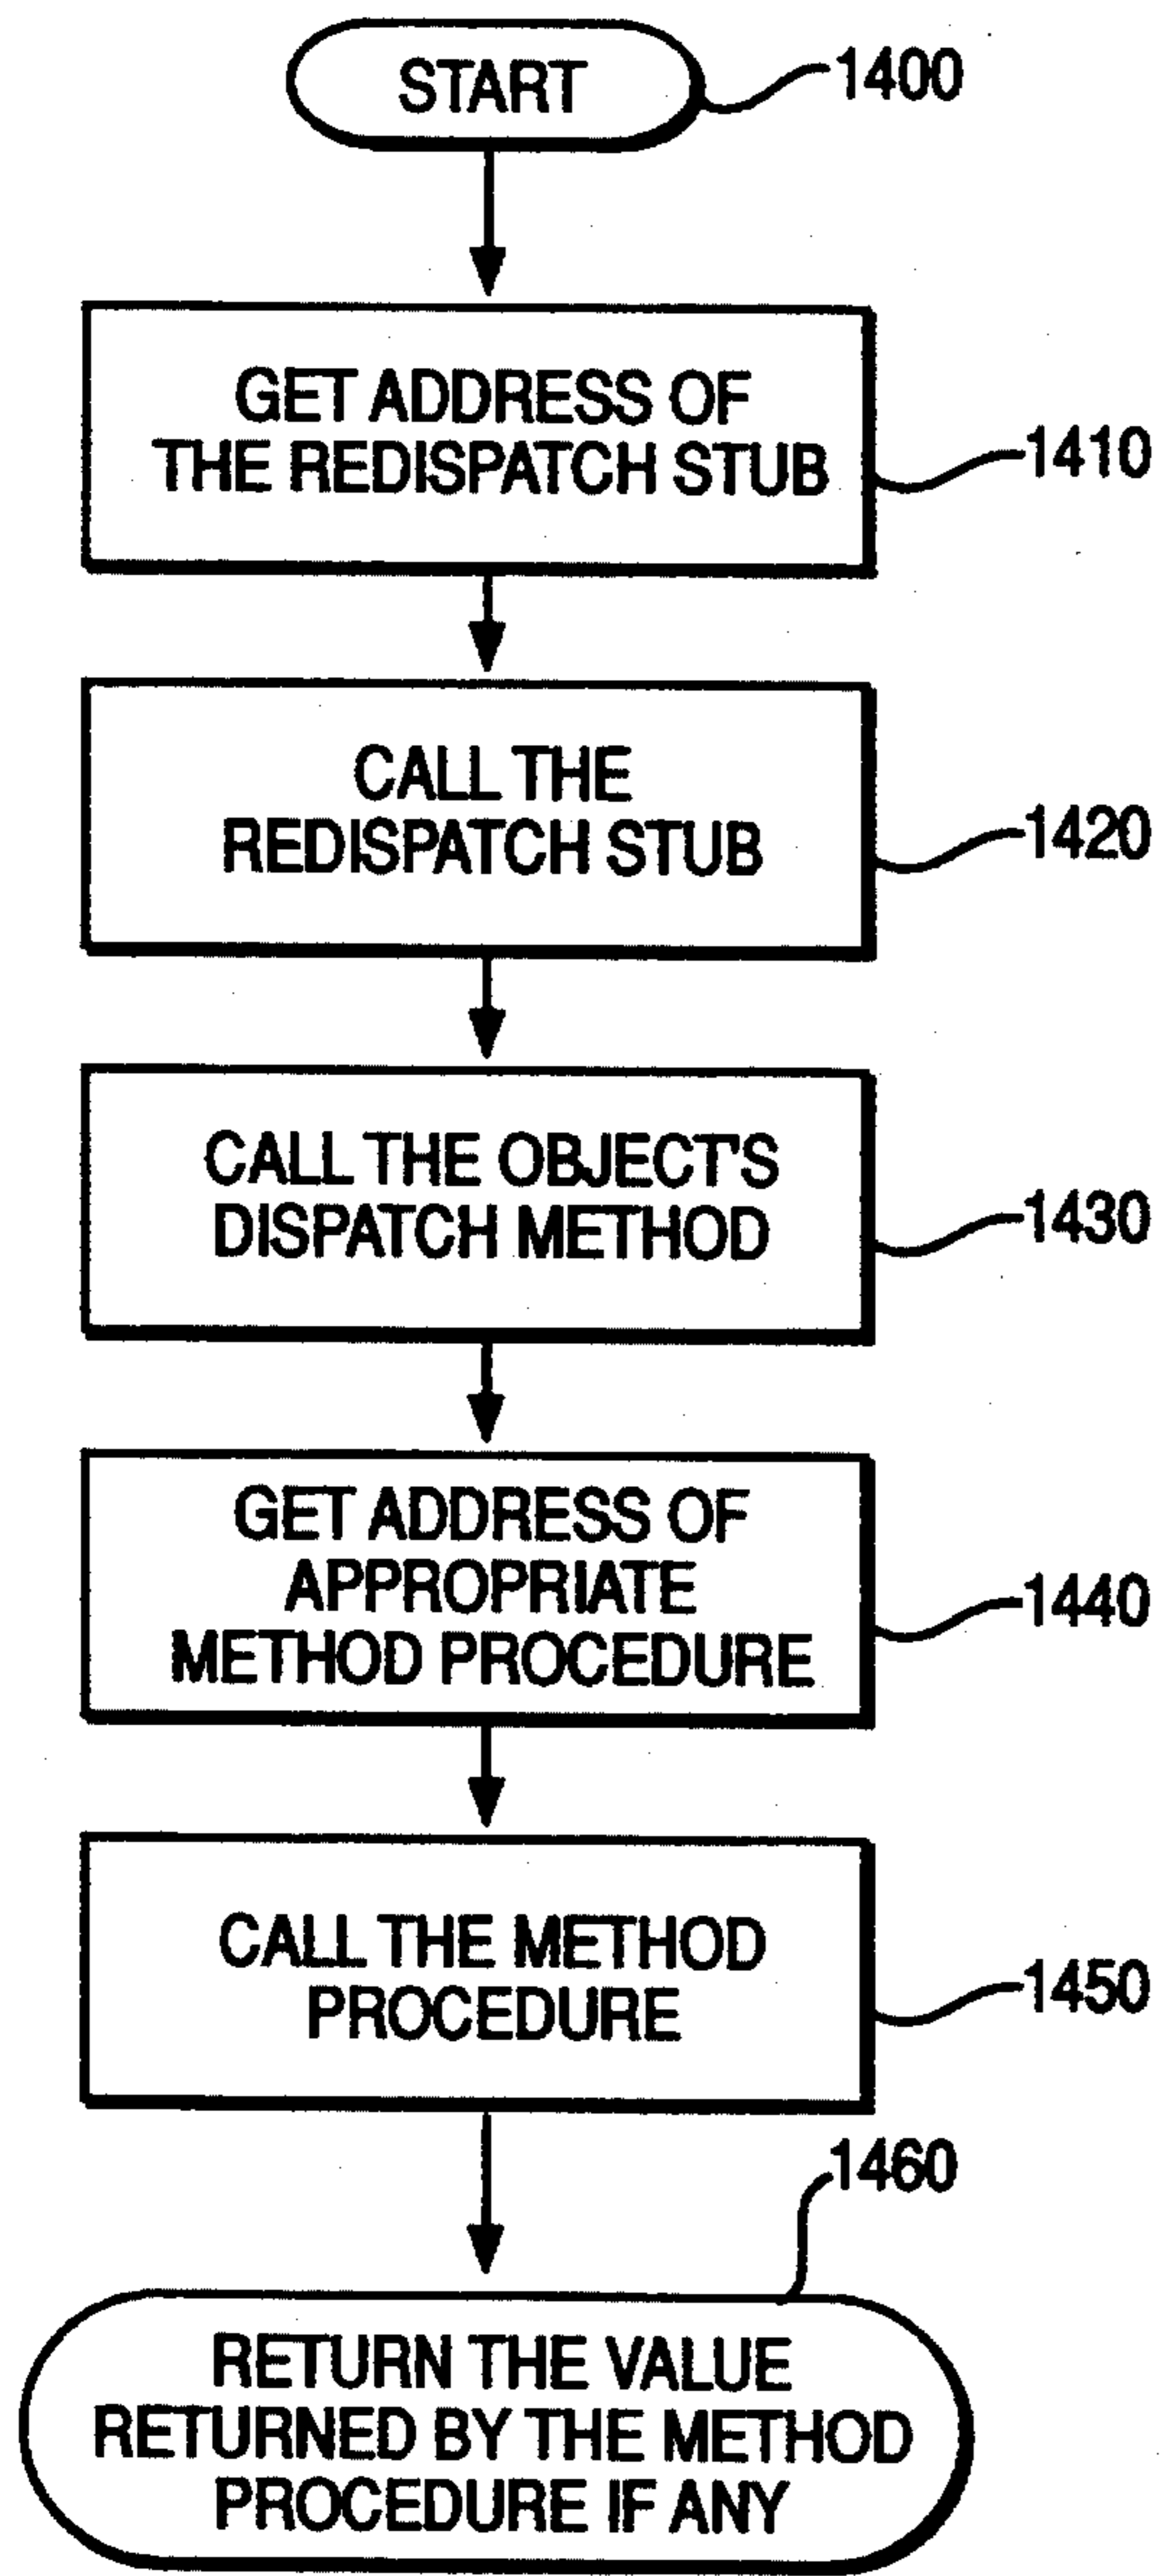 START
1400
GET ADDRESS OF
THE REDISPATCH STUB
1410
CALL THE
REDISPATCH STUB
1420
CALL THE OBJECT'S
DISPATCH METHOD
1430
GET ADDRESS OF
APPROPRIATE
METHOD PROCEDURE
1440
CALL THE METHOD
PROCEDURE
1450
1460
RETURN THE VALUE
RETURNED BY THE METHOD
PROCEDURE IF ANY